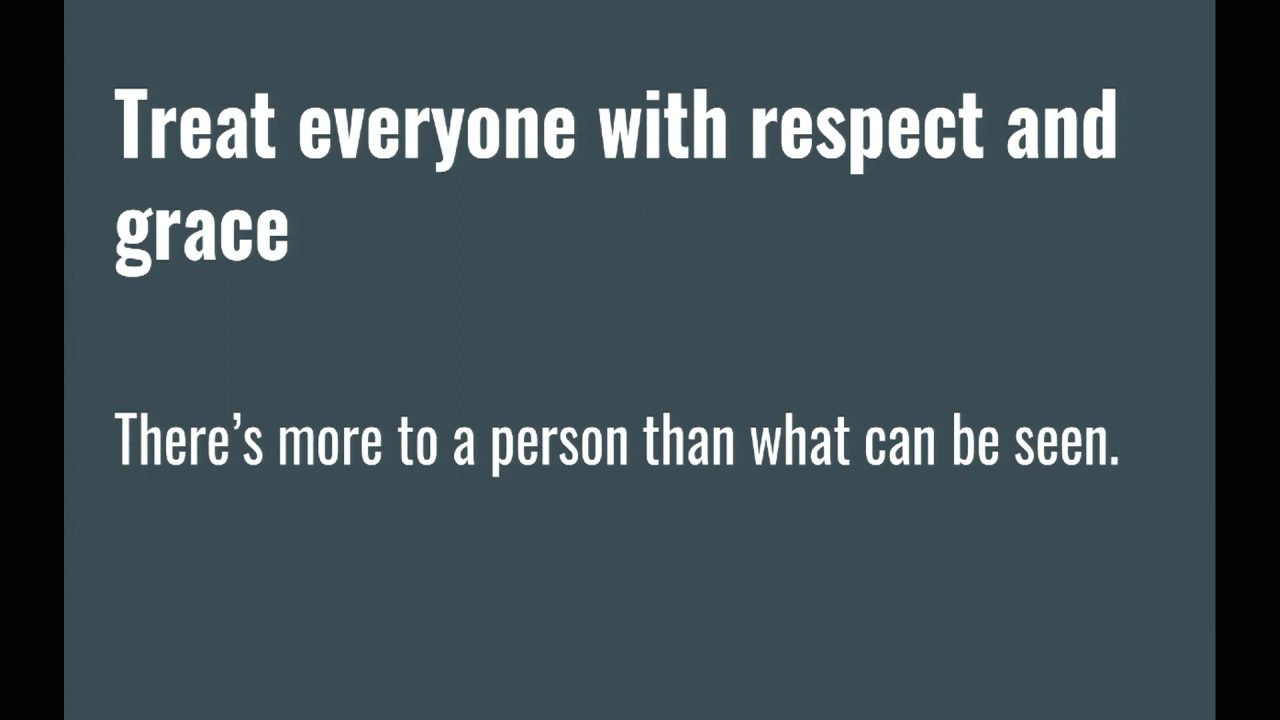 Treat everyone with respect and
grace
There’s more to a person than what can be seen.